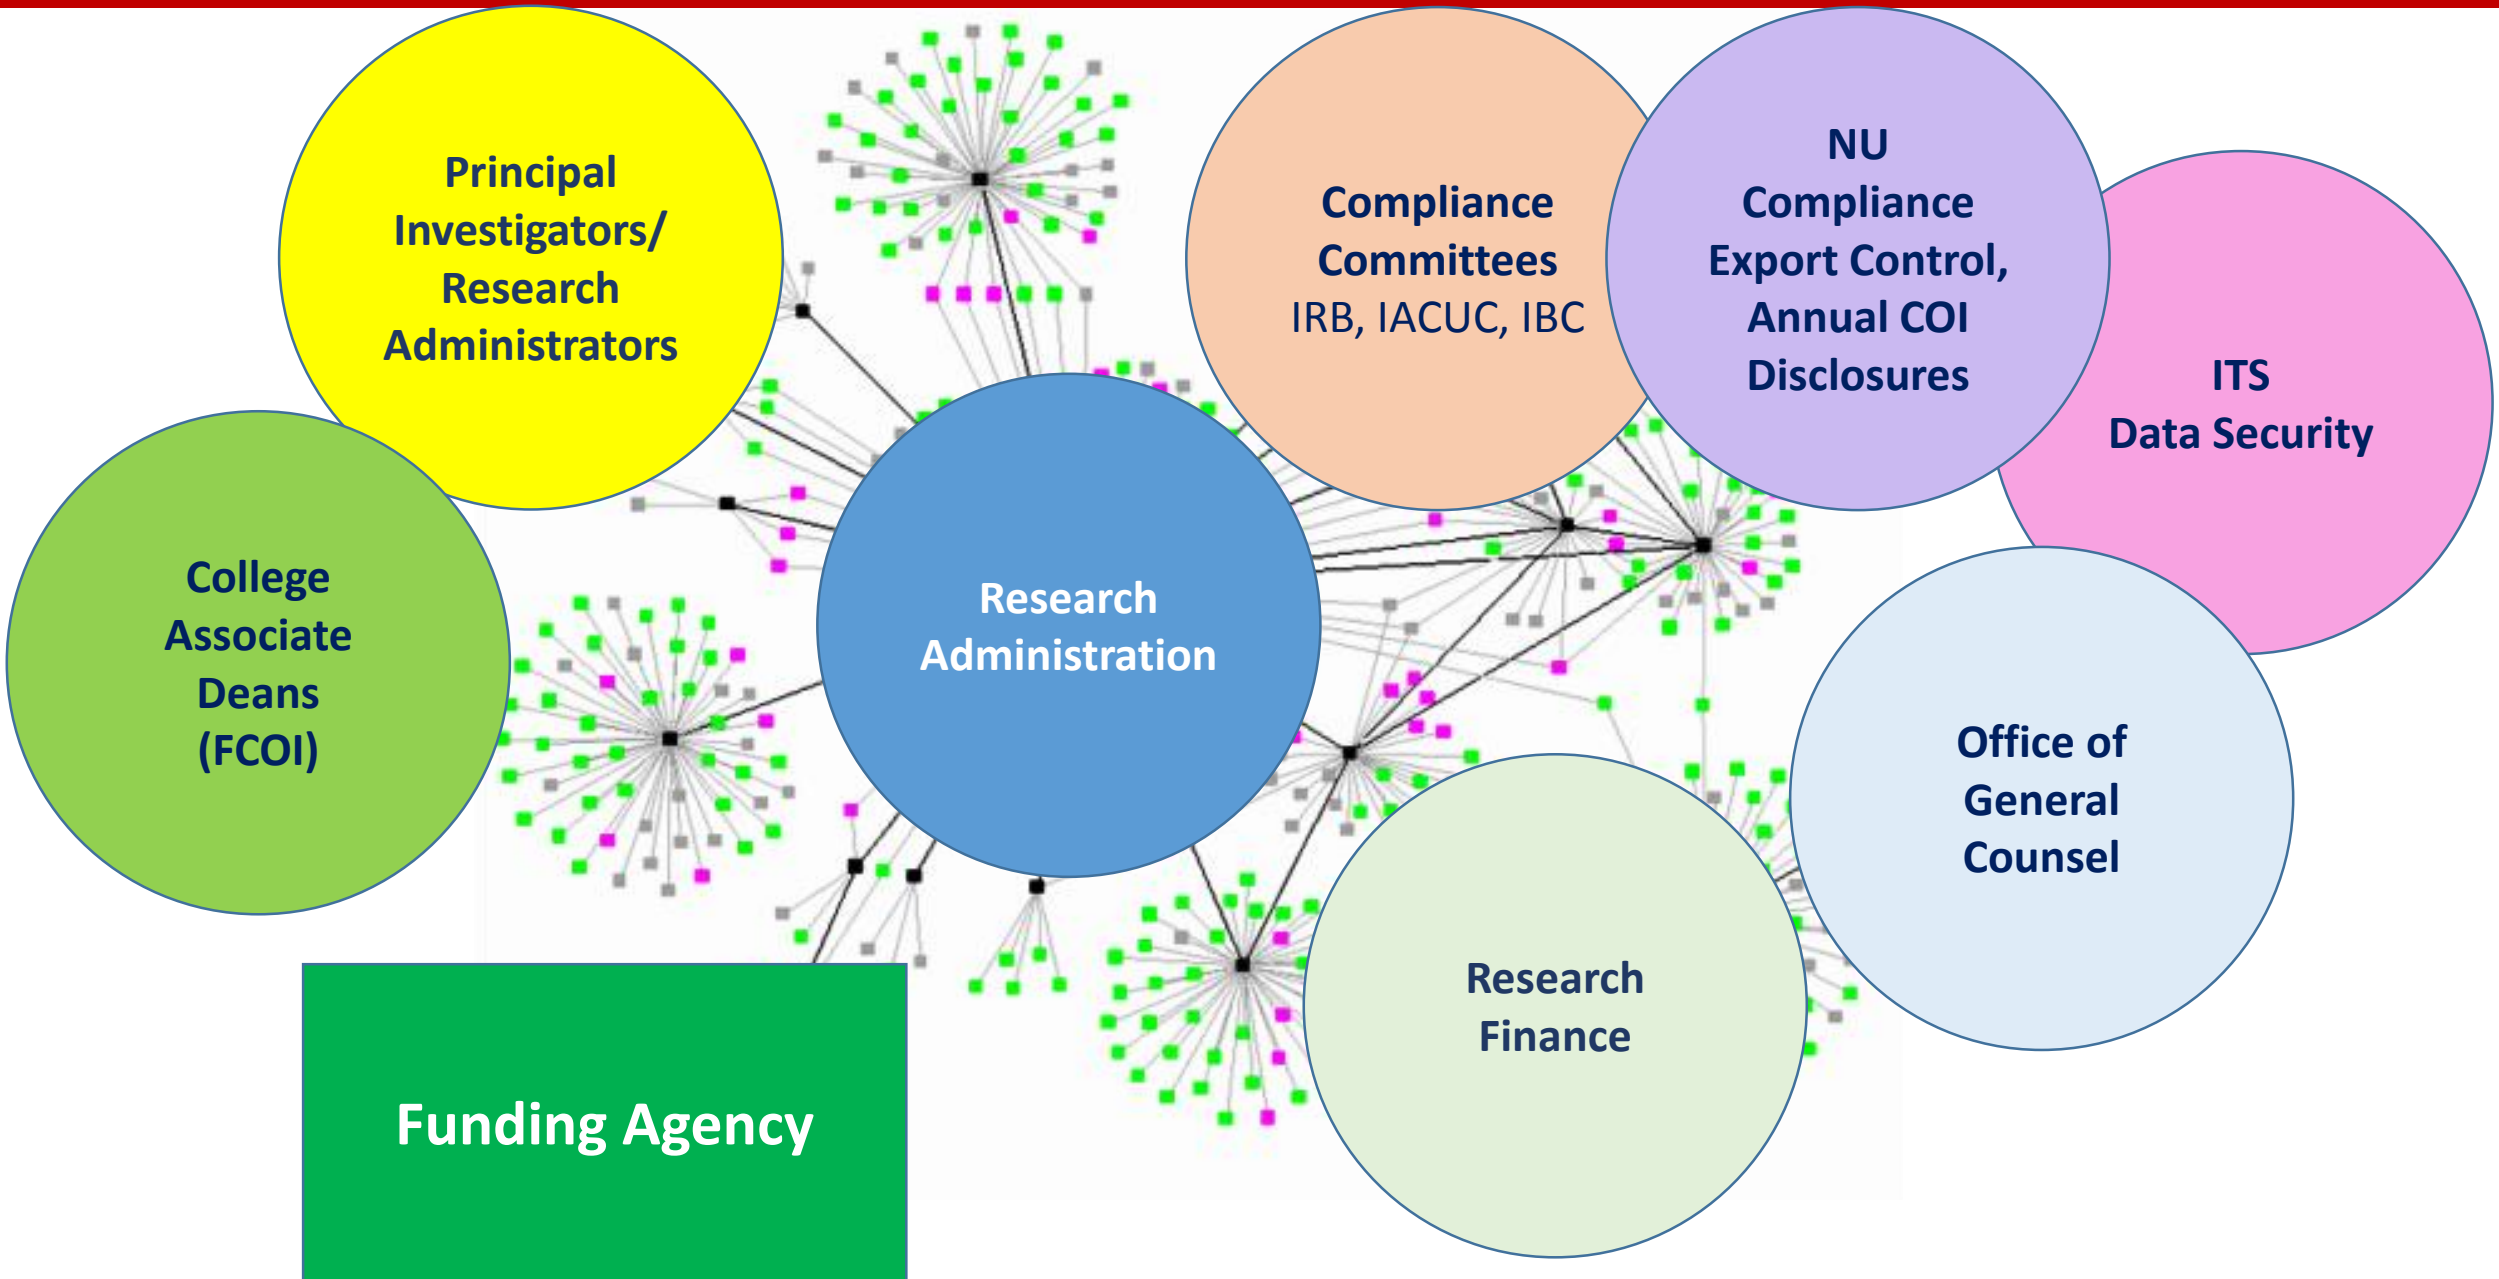 Principal
Investigators/
Research
Administrators
Compliance
Committees
IRB, IACUC, IBC
NU
Compliance
Export Control,
Annual COI
Disclosures
ITS
Data Security
College
Associate
Deans
(FCOI)
Research
Administration
Office of
General
Counsel
Research
Finance
Funding Agency